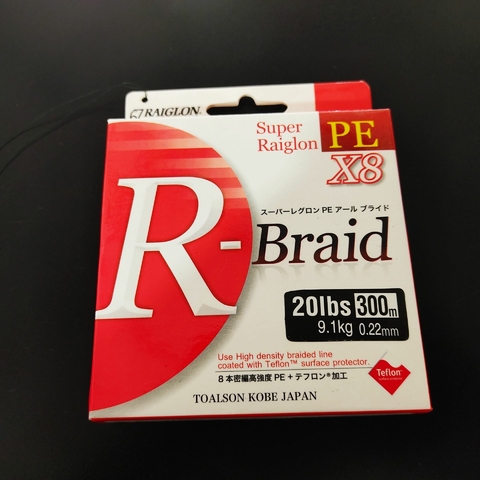 RAIGLON
Super
Raiglon
PE
X8
スーパーレグロン PE アール ブライド
R-Braid
20lbs 300m
9.1kg 0.22mm
Use High density braided line
coated with Teflon™ surface protector.
8本密編高強度 PE + テフロン®加工
Teflon
TOALSON KOBE JAPAN